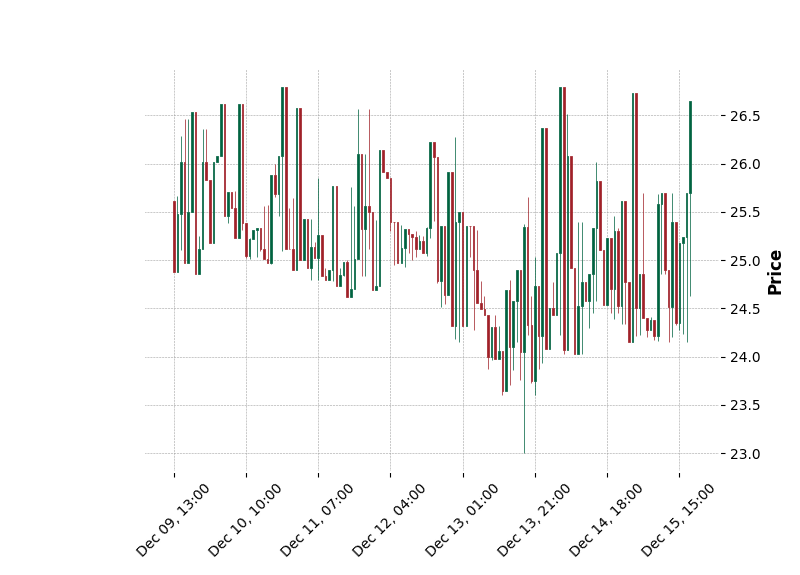 26.5
26.0
25.5
25.0
24.5
24.0
23.5
23.0
Price
Dec 09, 13:00
Dec 10, 10:00
Dec 11, 07:00
Dec 12, 04:00
Dec 13, 01:00
Dec 13, 21:00
Dec 14, 18:00
Dec 15, 15:00